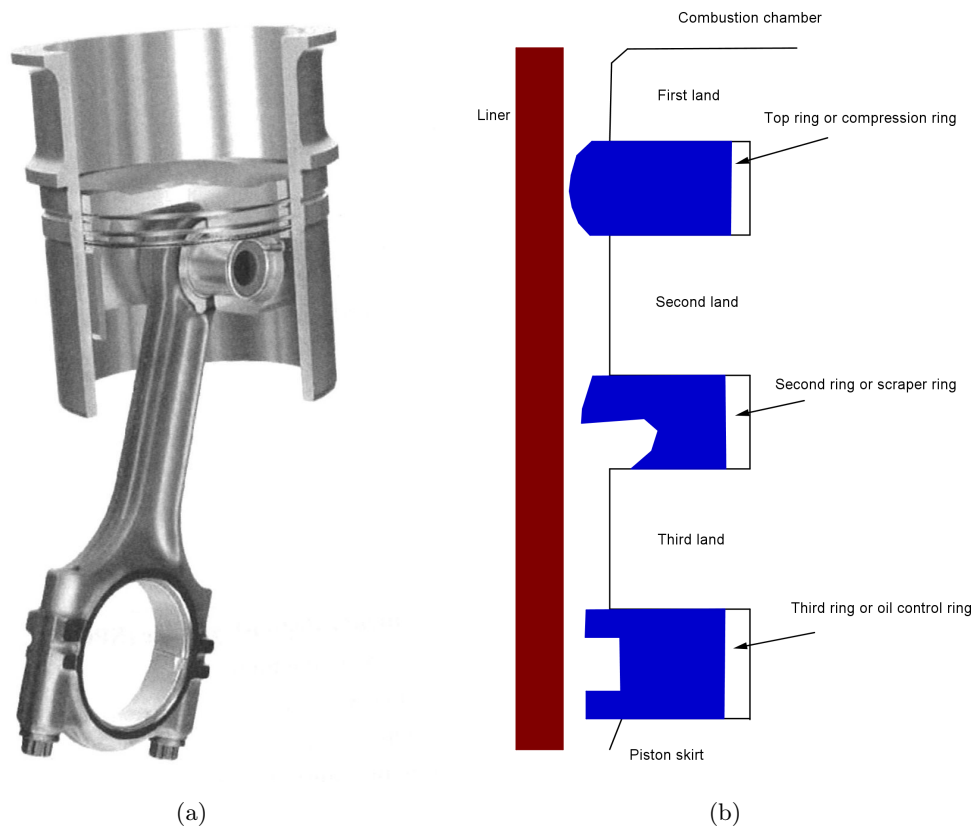 Combustion chamber
First land
Liner
Top ring or compression ring
Second land
Second ring or scraper ring
Third land
Third ring or oil control ring
Piston skirt
(a)
(b)